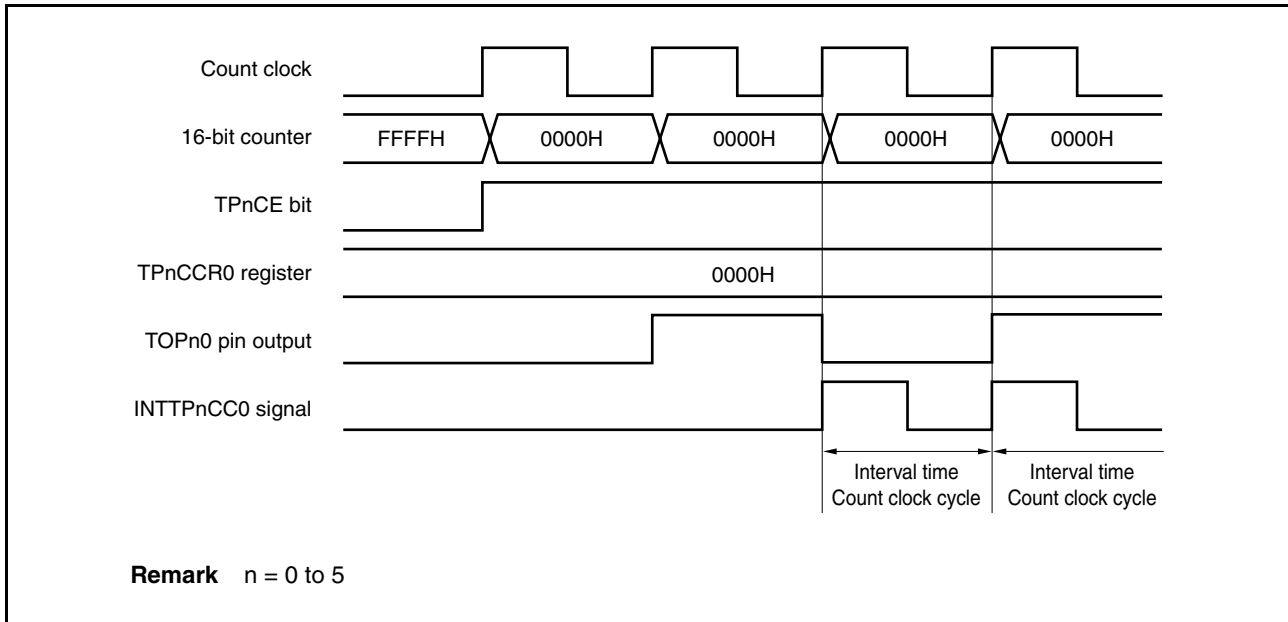 Count clock
16-bit counter
FFFFH 0000H 0000H 0000H 0000H
TPnCE bit
TPnCCR0 register
0000H
TOPn0 pin output
INTTPnCC0 signal
Interval time
Count clock cycle
Interval time
Count clock cycle
Remark n = 0 to 5